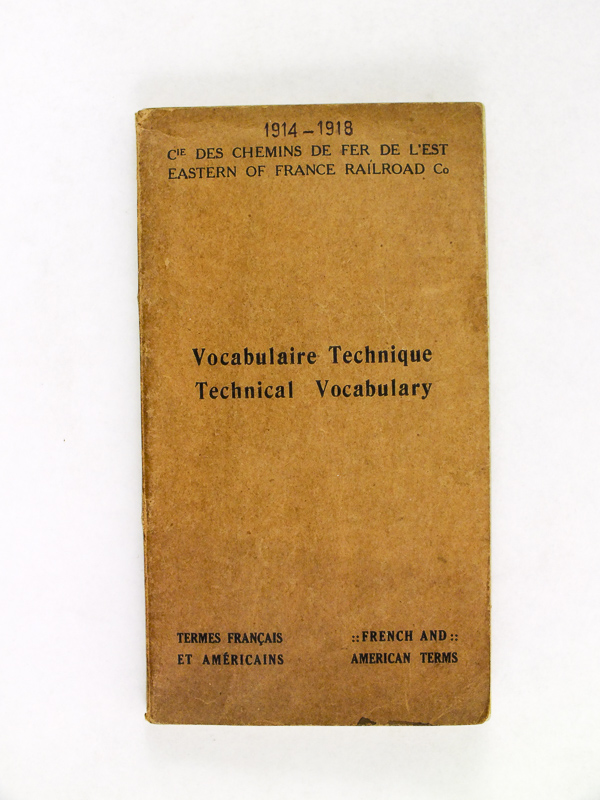 1914-1918
CIE DES CHEMINS DE FER DE L'EST
EASTERN OF FRANCE RAILROAD Co
Vocabulaire Technique
Technical Vocabulary
TERMES FRANÇAIS
ET AMÉRICAINS
::FRENCH AND::
AMERICAN TERMS